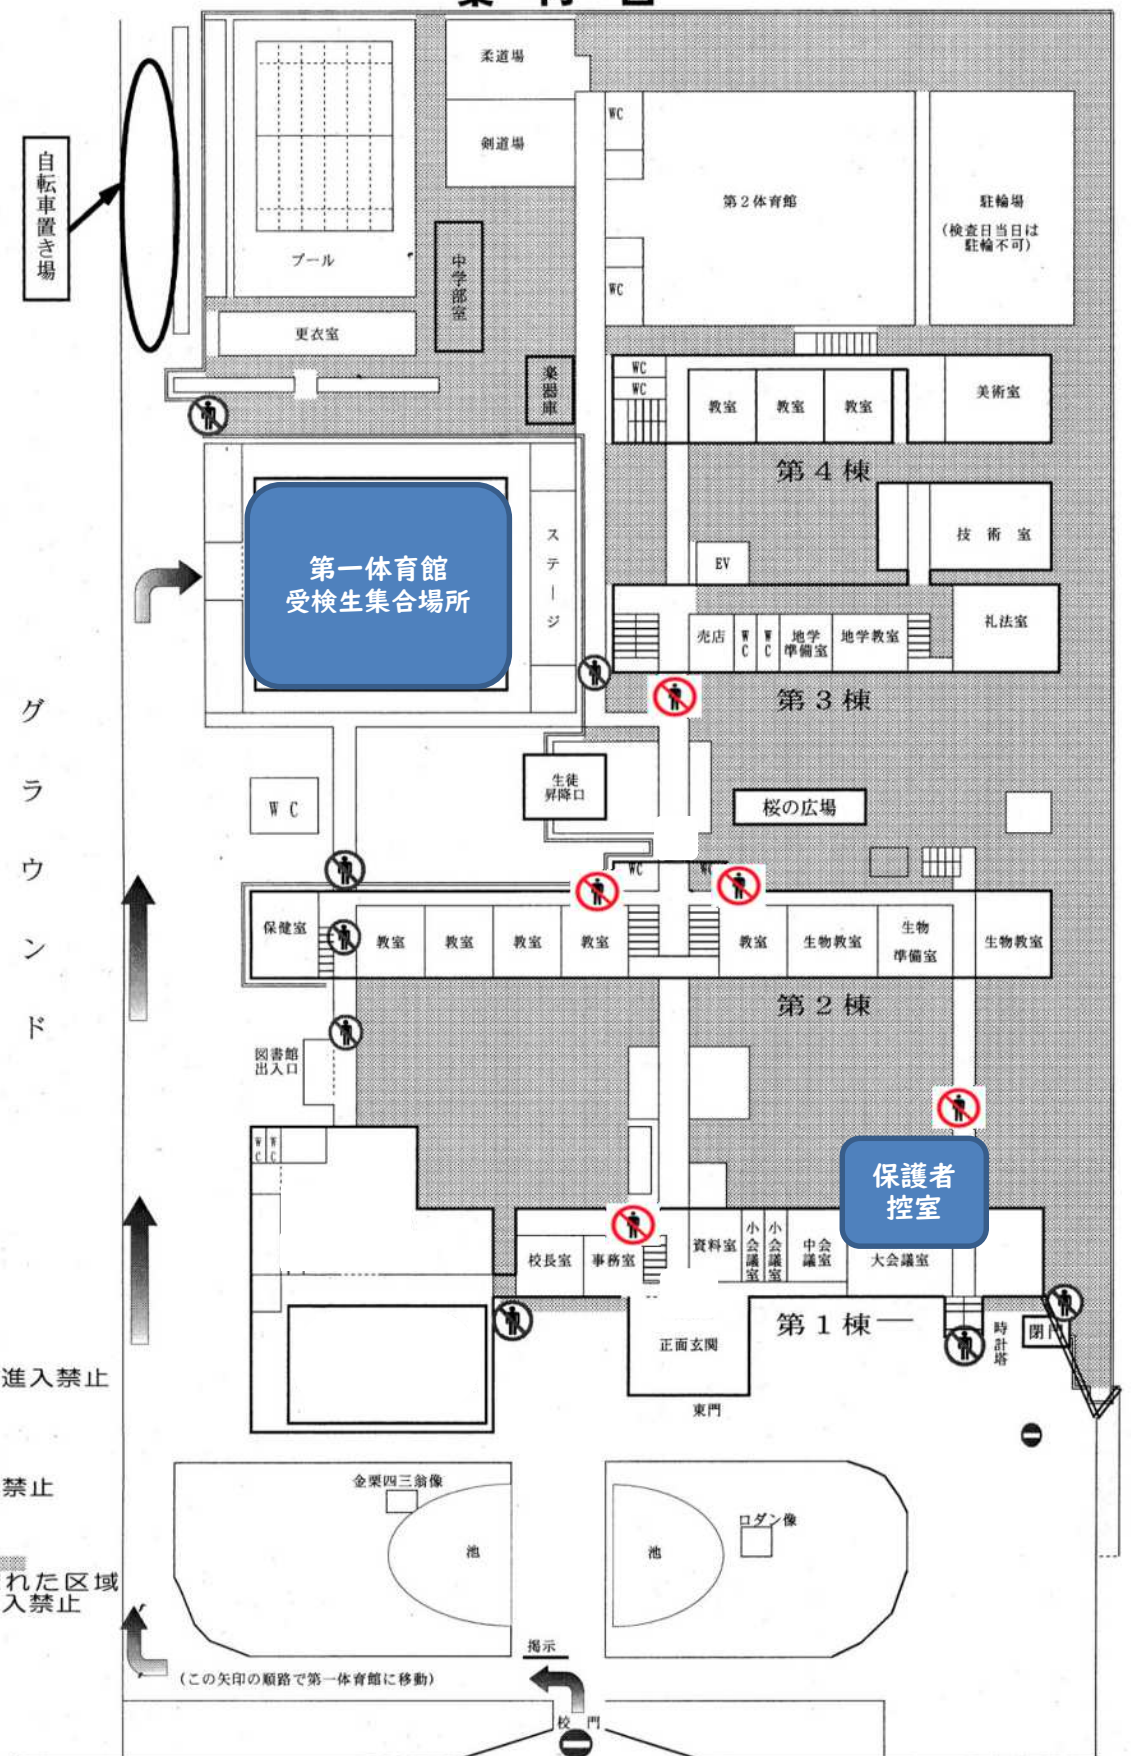 案内図
柔道場
剣道場
WC
第2体育館
駐輪場
(検査日当日は
駐輪不可)
自転車置き場
プール
中学部室
WC
更衣室
楽器庫
WC
WC
教室
教室
教室
美術室
第4棟
技術室
EV
第一体育館
受検生集合場所
ステージ
売店
WC
WC
地学
準備室
地学教室
礼法室
第3棟
グラウンド
生徒
昇降口
WC
桜の広場
WC
WC
保健室
教室
教室
教室
教室
教室
生物教室
生物
準備室
生物教室
第2棟
図書館
出入口
WC
WC
保護者
控室
校長室
事務室
資料室
小会議室
小会議室
中会
議室
大会議室
第1棟
時計塔
閉門
正面玄関
東門
進入禁止
禁止
れた区域
入禁止
金栗四三翁像
池
池
ロダン像
掲示
(この矢印の順路で第一体育館に移動)
校門